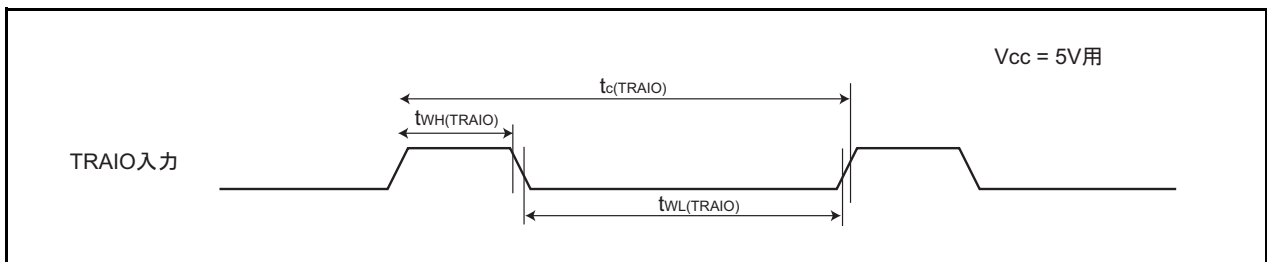 Vcc = 5V用
tc(TRAIO)
tWH(TRAIO)
TRAIO入力
tWL(TRAIO)